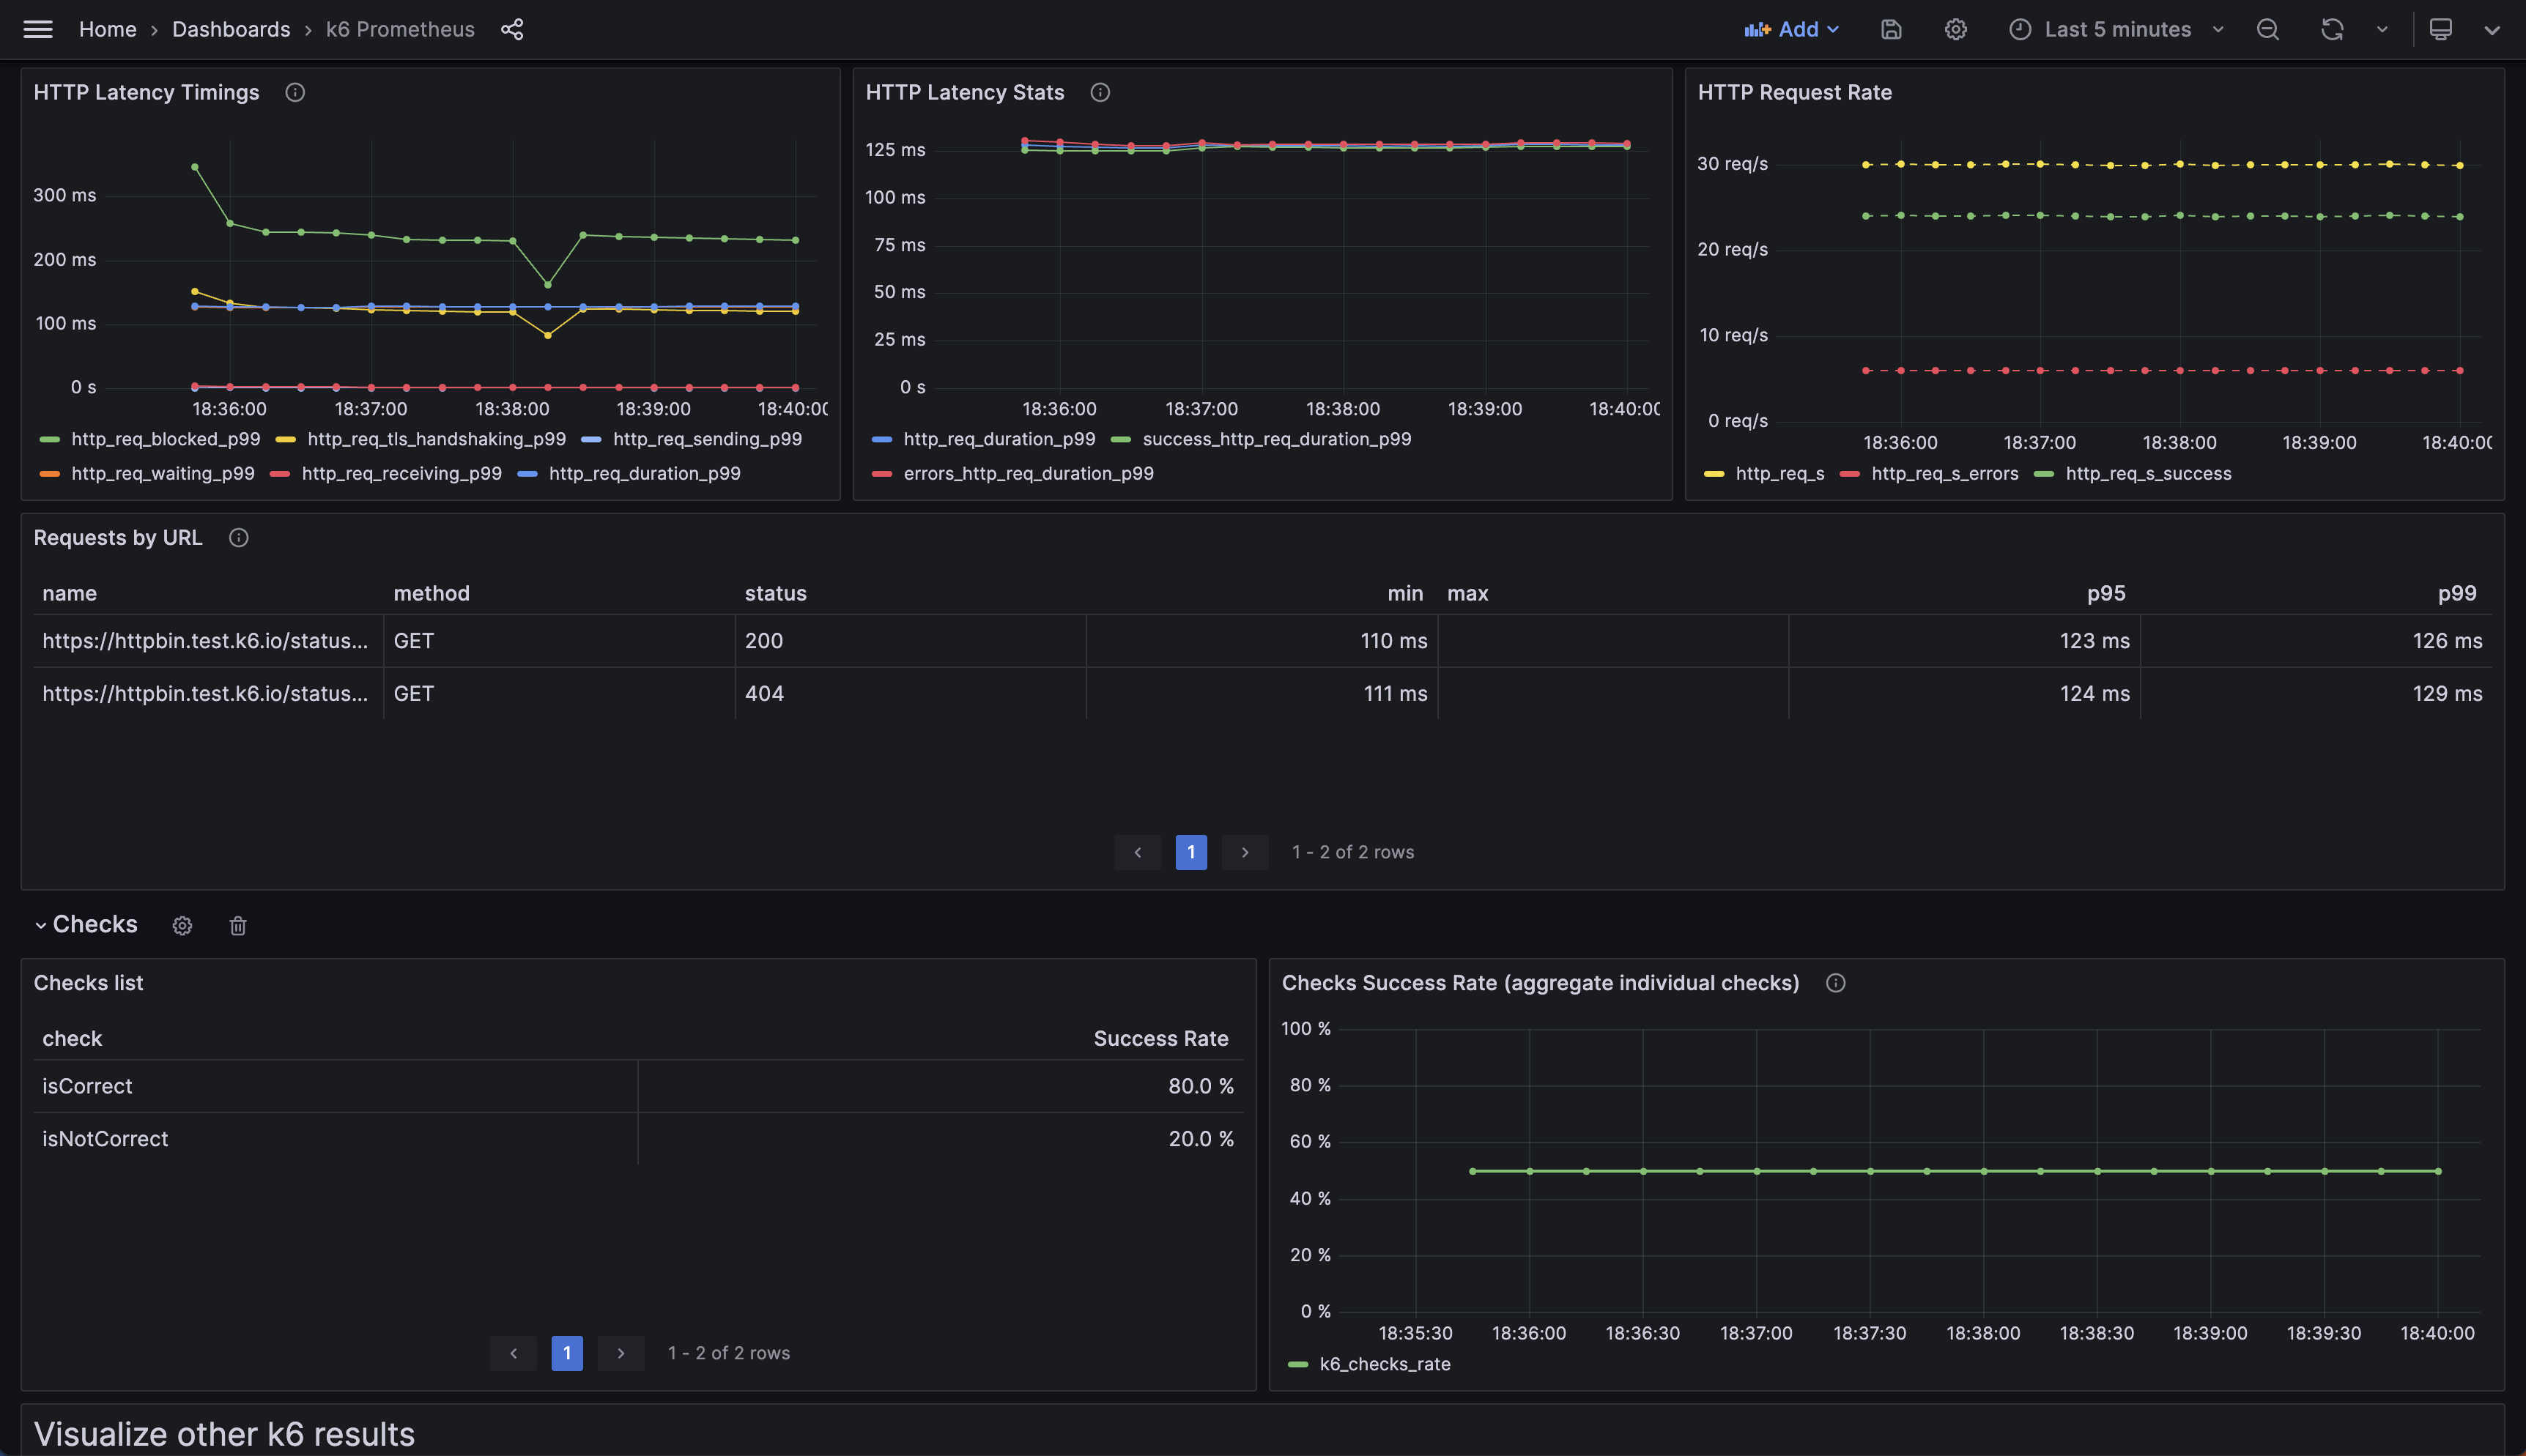 Home › Dashboards › k6 Prometheus
Add
Last 5 minutes
HTTP Latency Timings
300 ms
200 ms
100 ms
0 s
18:36:00 18:37:00 18:38:00 18:39:00 18:40:00
http_req_blocked_p99 http_req_tls_handshaking_p99 http_req_sending_p99
http_req_waiting_p99 http_req_receiving_p99 http_req_duration_p99
HTTP Latency Stats
125 ms
100 ms
75 ms
50 ms
25 ms
0 s
18:36:00 18:37:00 18:38:00 18:39:00 18:40:00
http_req_duration_p99 success_http_req_duration_p99
errors_http_req_duration_p99
HTTP Request Rate
30 req/s
20 req/s
10 req/s
0 req/s
18:36:00 18:37:00 18:38:00 18:39:00 18:40:00
http_req_s http_req_s_errors http_req_s_success
Requests by URL
name method status min max p95 p99
https://httpbin.test.k6.io/status... GET 200 110 ms 123 ms 126 ms
https://httpbin.test.k6.io/status... GET 404 111 ms 124 ms 129 ms
‹ 1 › 1 - 2 of 2 rows
Checks
Checks list
check Success Rate
isCorrect 80.0 %
isNotCorrect 20.0 %
‹ 1 › 1 - 2 of 2 rows
Checks Success Rate (aggregate individual checks)
100 %
80 %
60 %
40 %
20 %
0 %
18:35:30 18:36:00 18:36:30 18:37:00 18:37:30 18:38:00 18:38:30 18:39:00 18:39:30 18:40:00
k6_checks_rate
Visualize other k6 results